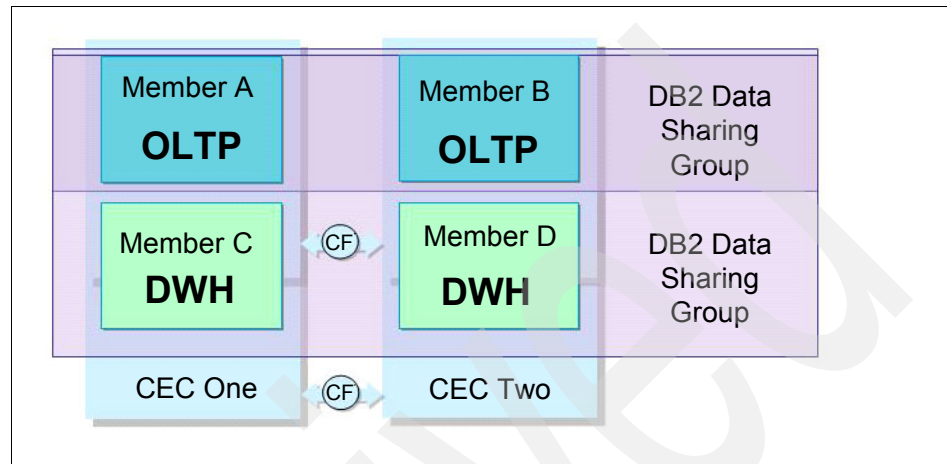 Member A
OLTP
Member B
OLTP
DB2 Data
Sharing
Group
Member C
DWH
CF
Member D
DWH
DB2 Data
Sharing
Group
CEC One
CF
CEC Two